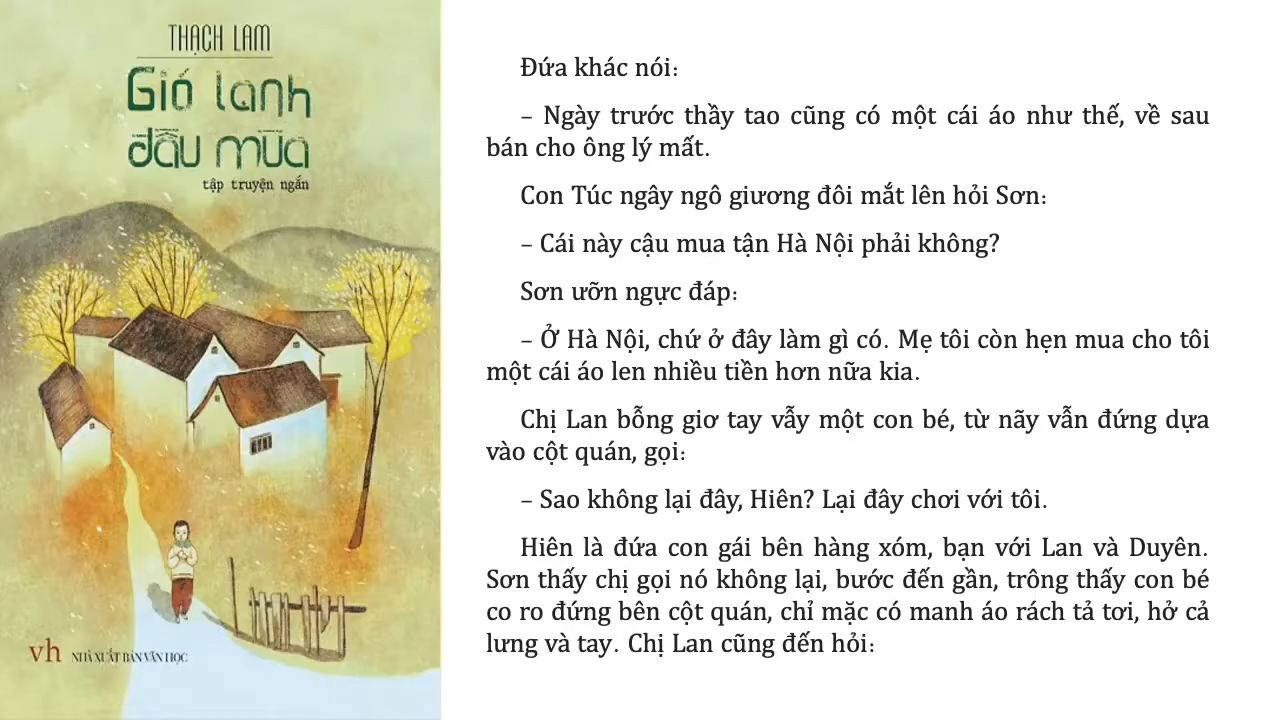 THẠCH LAM
Gió lạnh
đầu mùa
tập truyện ngắn
vh NHÀ XUẤT BẢN VĂN HỌC
Đứa khác nói:
– Ngày trước thầy tao cũng có một cái áo như thế, về sau
bán cho ông lý mất.
Con Túc ngây ngô giương đôi mắt lên hỏi Sơn:
– Cái này cậu mua tận Hà Nội phải không?
Sơn ưỡn ngực đáp:
– Ở Hà Nội, chứ ở đây làm gì có. Mẹ tôi còn hẹn mua cho tôi
một cái áo len nhiều tiền hơn nữa kia.
Chị Lan bỗng giơ tay vẫy một con bé, từ nãy vẫn đứng dựa
vào cột quán, gọi:
– Sao không lại đây, Hiên? Lại đây chơi với tôi.
Hiên là đứa con gái bên hàng xóm, bạn với Lan và Duyên.
Sơn thấy chị gọi nó không lại, bước đến gần, trông thấy con bé
co ro đứng bên cột quán, chỉ mặc có manh áo rách tả tơi, hở cả
lưng và tay. Chị Lan cũng đến hỏi: